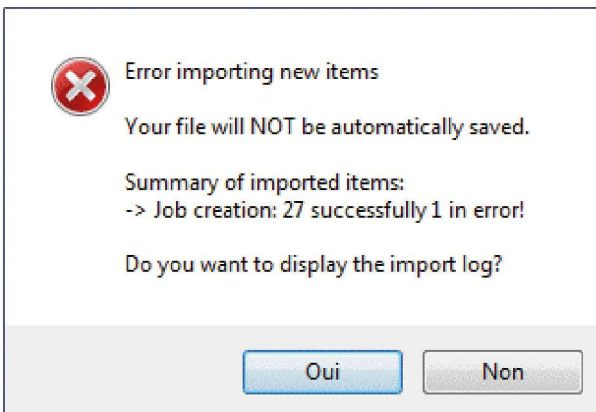 Error importing new items
Your file will NOT be automatically saved.
Summary of imported items:
-> Job creation: 27 successfully 1 in error!
Do you want to display the import log?
Oui
Non